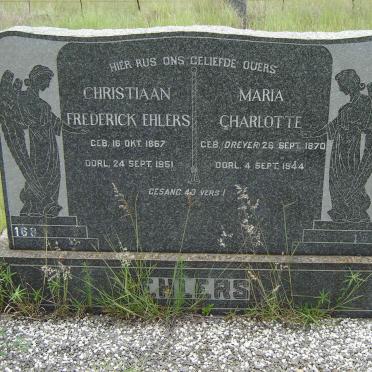 HIER RUS ONS GELIEFDE OUERS
CHRISTIAAN
FREDERICK EHLERS
GEB. 16 OKT. 1867
OORL. 24 SEPT. 1951
MARIA
CHARLOTTE
GEB. (DREYER) 26 SEPT. 1870
OORL. 4 SEPT. 1944
GESANG 40 VERS 1
EHLERS